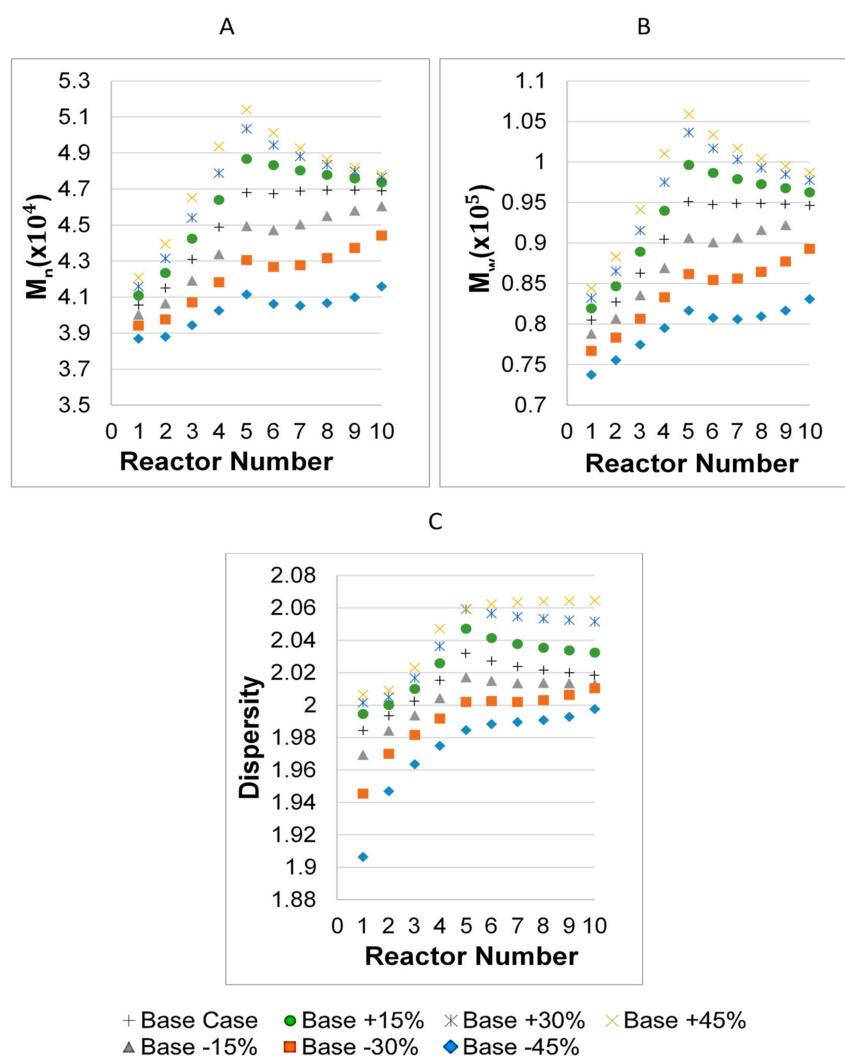 A
5.3
5.1
4.9
4.7
4.5
4.3
4.1
3.9
3.7
3.5
Mn(x10⁴)
0 1 2 3 4 5 6 7 8 9 10
Reactor Number
B
1.1
1.05
1
0.95
0.9
0.85
0.8
0.75
0.7
Mw(x10⁵)
0 1 2 3 4 5 6 7 8 9 10
Reactor Number
C
2.08
2.06
2.04
2.02
2
1.98
1.96
1.94
1.92
1.9
1.88
Dispersity
0 1 2 3 4 5 6 7 8 9 10
Reactor Number
Base Case Base +15% Base +30% Base +45%
Base -15% Base -30% Base -45%